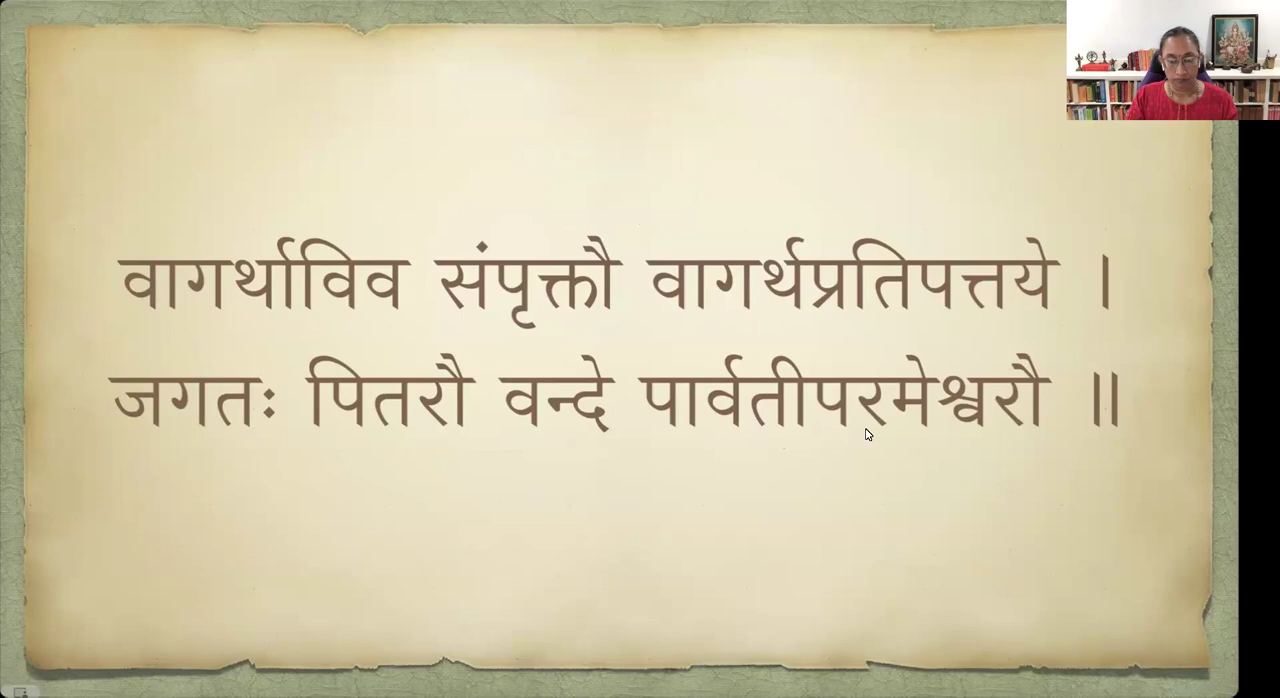 वागर्थाविव संपृक्तौ वागर्थप्रतिपत्तये ।
जगतः पितरौ वन्दे पार्वतीपरमेश्वरौ ॥